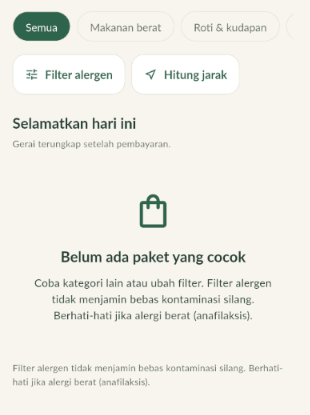 Semua
Makanan berat
Roti & kudapan
Filter alergen
Hitung jarak
Selamatkan hari ini
Gerai terungkap setelah pembayaran.
Belum ada paket yang cocok
Coba kategori lain atau ubah filter. Filter alergen
tidak menjamin bebas kontaminasi silang.
Berhati-hati jika alergi berat (anafilaksis).
Filter alergen tidak menjamin bebas kontaminasi silang. Berhati-
hati jika alergi berat (anafilaksis).